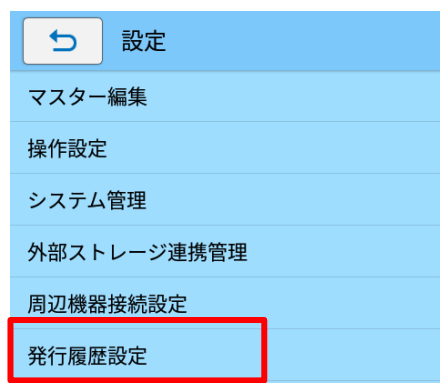 設定
マスター編集
操作設定
システム管理
外部ストレージ連携管理
周辺機器接続設定
発行履歴設定